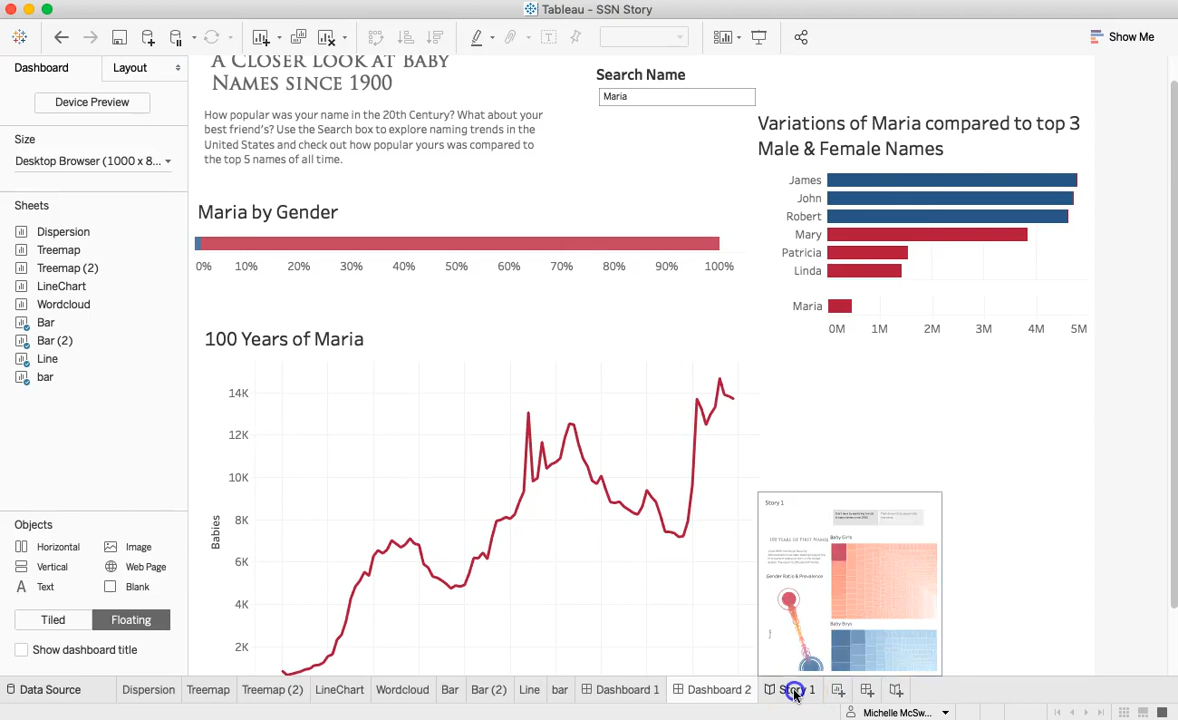 Tableau - SSN Story
Show Me
Dashboard
Layout
Device Preview
Size
Desktop Browser (1000 x 8...
Sheets
Dispersion
Treemap
Treemap (2)
LineChart
Wordcloud
Bar
Bar (2)
Line
bar
Objects
Horizontal
Image
Vertical
Web Page
A Text
Blank
Tiled
Floating
Show dashboard title
A Closer Look at Baby
Names since 1900
How popular was your name in the 20th Century? What about your
best friend's? Use the Search box to explore naming trends in the
United States and check out how popular yours was compared to
the top 5 names of all time.
Search Name
Maria
Variations of Maria compared to top 3
Male & Female Names
James
John
Robert
Mary
Patricia
Linda
Maria
0M 1M 2M 3M 4M 5M
Maria by Gender
0% 10% 20% 30% 40% 50% 60% 70% 80% 90% 100%
100 Years of Maria
Babies
14K
12K
10K
8K
6K
4K
2K
Story 1
100 Years of First Names
Baby Girls
Gender Ratio & Prevalence
Baby Boys
Data Source
Dispersion
Treemap
Treemap (2)
LineChart
Wordcloud
Bar
Bar (2)
Line
bar
Dashboard 1
Dashboard 2
Story 1
Michelle McSw...